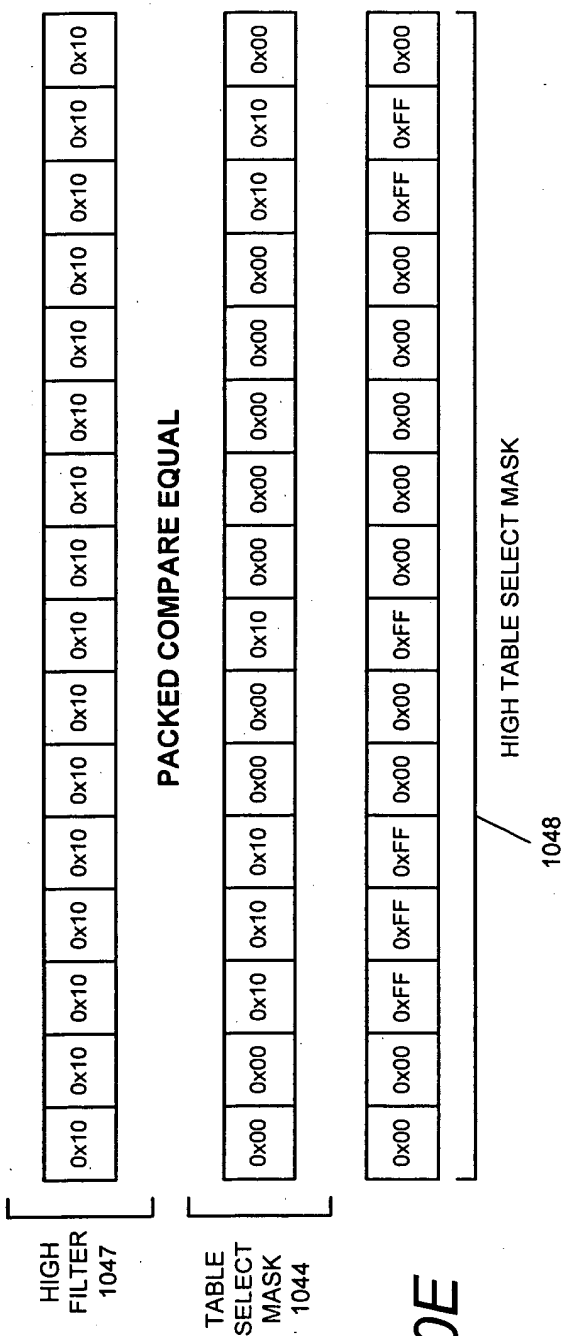 HIGH
FILTER
1047
0x10 0x10 0x10 0x10 0x10 0x10 0x10 0x10 0x10 0x10 0x10 0x10 0x10 0x10 0x10 0x10
PACKED COMPARE EQUAL
TABLE
SELECT
MASK
1044
0x00 0x00 0x10 0x10 0x10 0x00 0x00 0x10 0x00 0x00 0x00 0x00 0x00 0x10 0x10 0x00
0x00 0x00 0xFF 0xFF 0xFF 0x00 0x00 0xFF 0x00 0x00 0x00 0x00 0x00 0xFF 0xFF 0x00
HIGH TABLE SELECT MASK
1048
0E